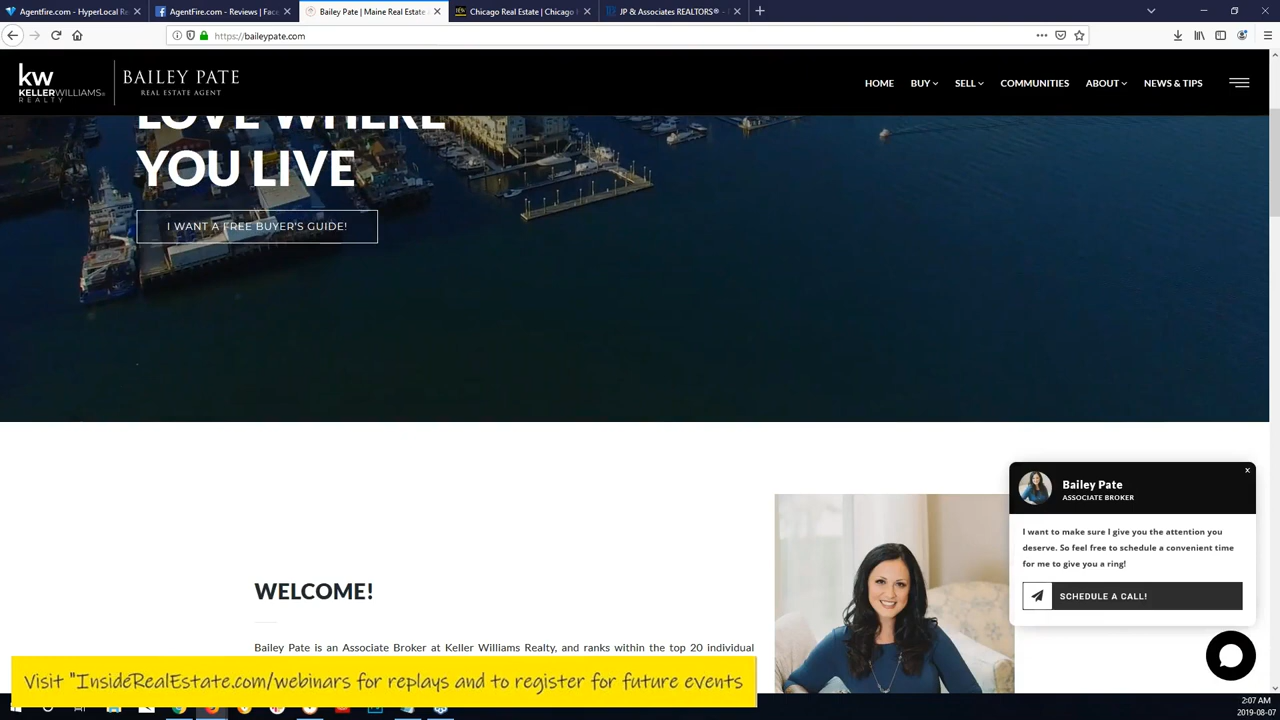 Agentfire.com - HyperLocal Re
AgentFire.com - Reviews | Face
Bailey Pate | Maine Real Estate
Chicago Real Estate | Chicago
JP & Associates REALTORS® -
https://baileypate.com
kw
KELLERWILLIAMS®
REALTY
BAILEY PATE
REAL ESTATE AGENT
HOME
BUY
SELL
COMMUNITIES
ABOUT
NEWS & TIPS
LOVE WHERE
YOU LIVE
I WANT A FREE BUYER'S GUIDE!
Bailey Pate
ASSOCIATE BROKER
I want to make sure I give you the attention you
deserve. So feel free to schedule a convenient time
for me to give you a ring!
SCHEDULE A CALL!
WELCOME!
Bailey Pate is an Associate Broker at Keller Williams Realty, and ranks within the top 20 individual
Visit "InsideRealEstate.com/webinars for replays and to register for future events
2:07 AM
2019-08-07